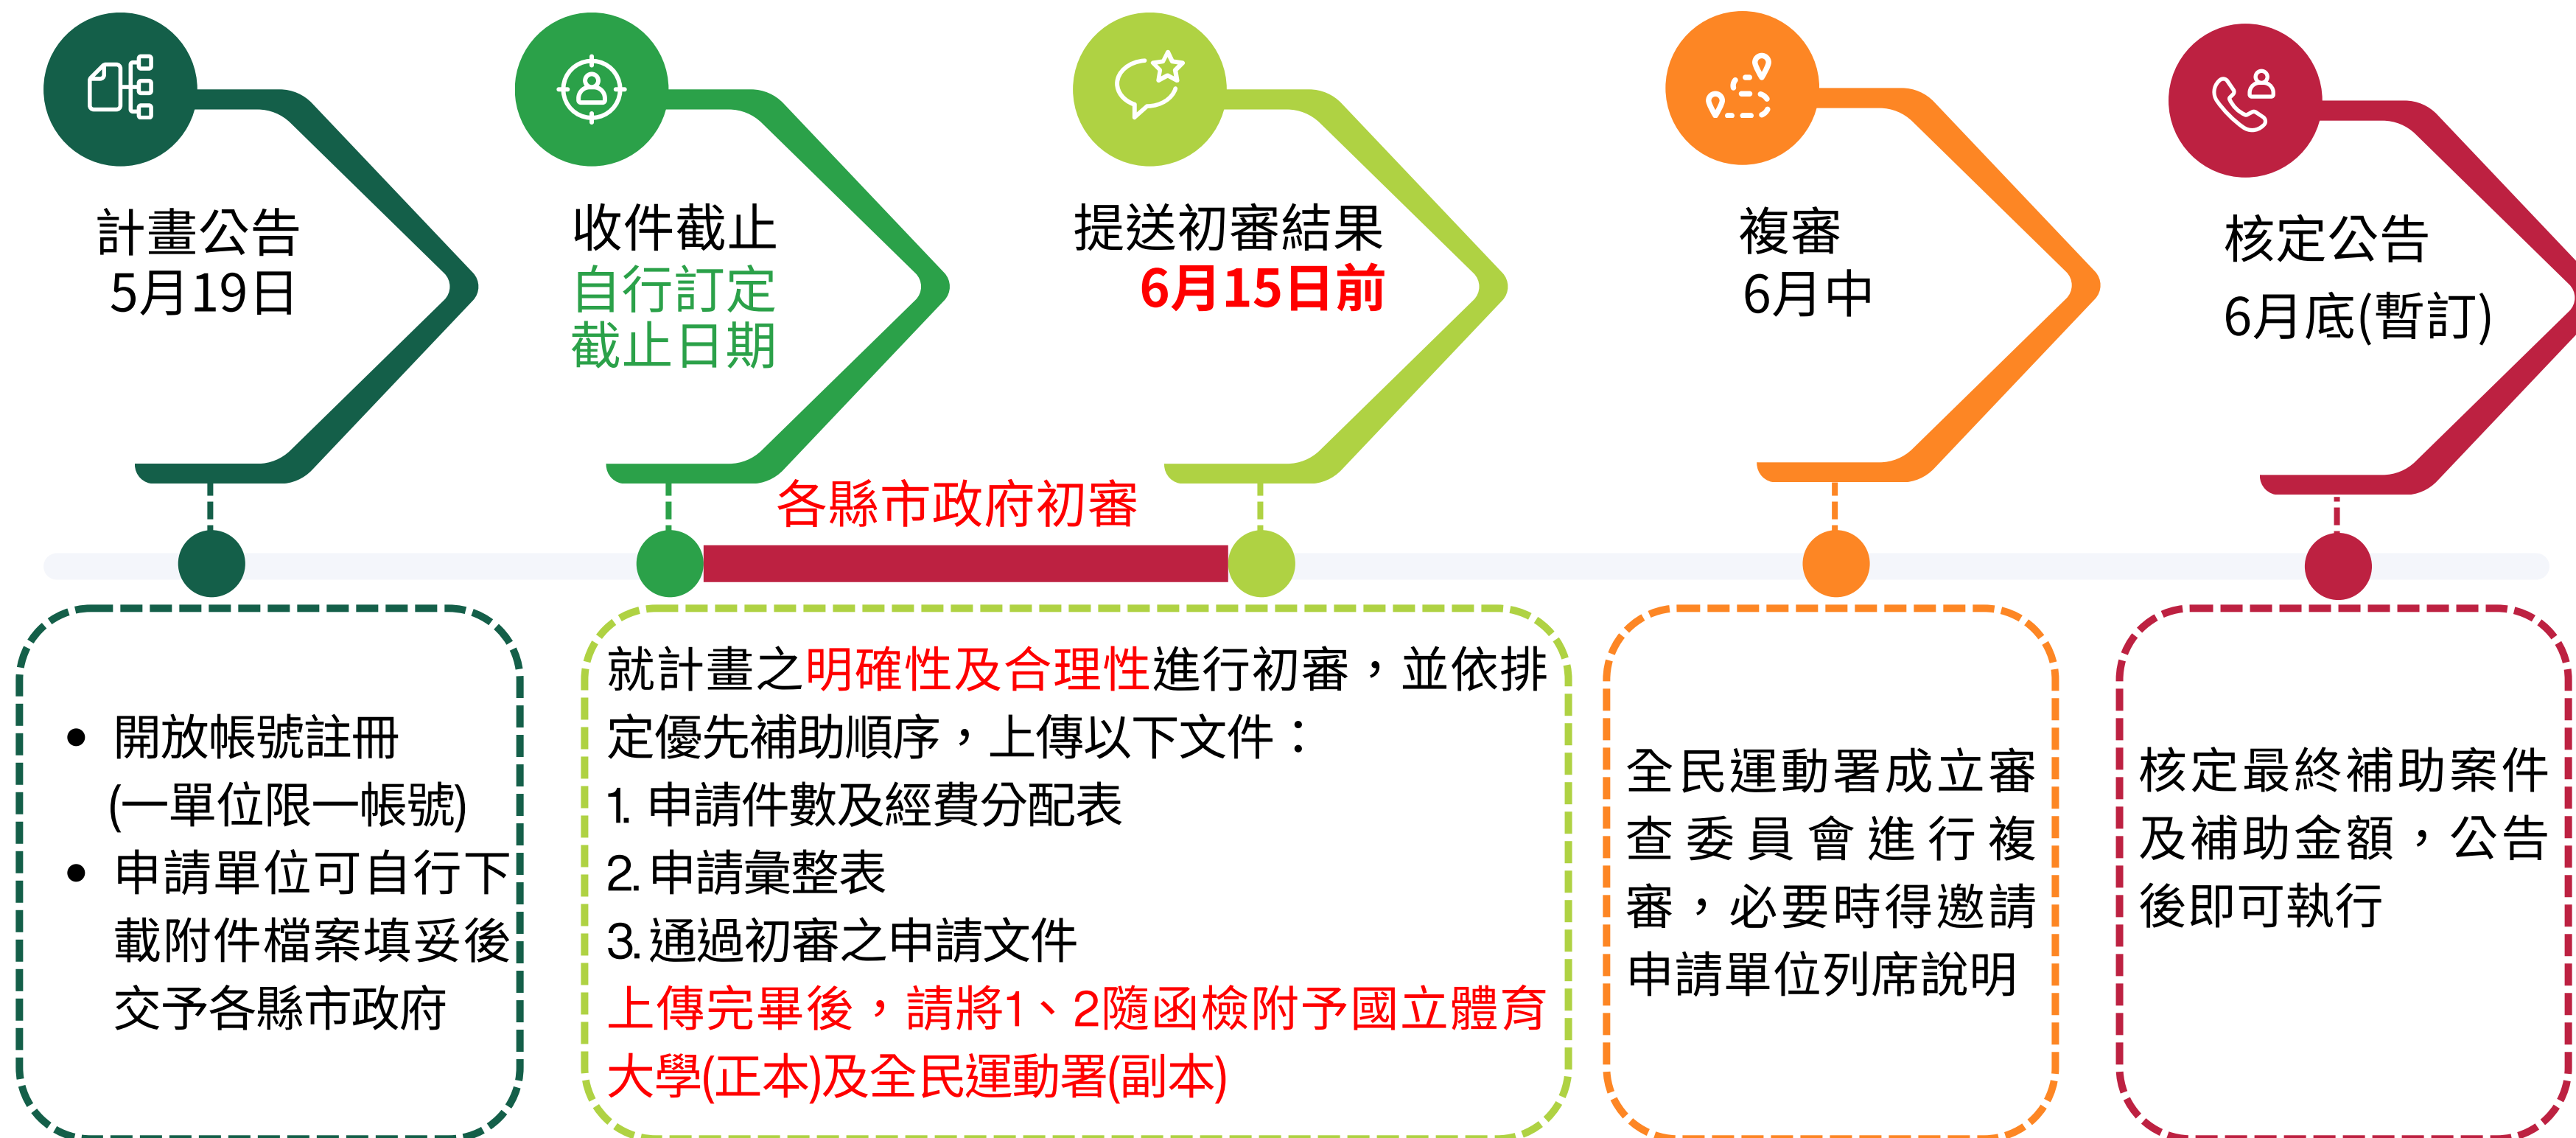 計畫公告
5月19日
收件截止
自行訂定
截止日期
提送初審結果
6月15日前
複審
6月中
核定公告
6月底(暫訂)
各縣市政府初審
• 開放帳號註冊
(一單位限一帳號)
• 申請單位可自行下
載附件檔案填妥後
交予各縣市政府
就計畫之明確性及合理性進行初審，並依排
定優先補助順序，上傳以下文件：
1. 申請件數及經費分配表
2. 申請彙整表
3. 通過初審之申請文件
上傳完畢後，請將1、2隨函檢附予國立體育
大學(正本)及全民運動署(副本)
全民運動署成立審
查委員會進行複
審，必要時得邀請
申請單位列席說明
核定最終補助案件
及補助金額，公告
後即可執行